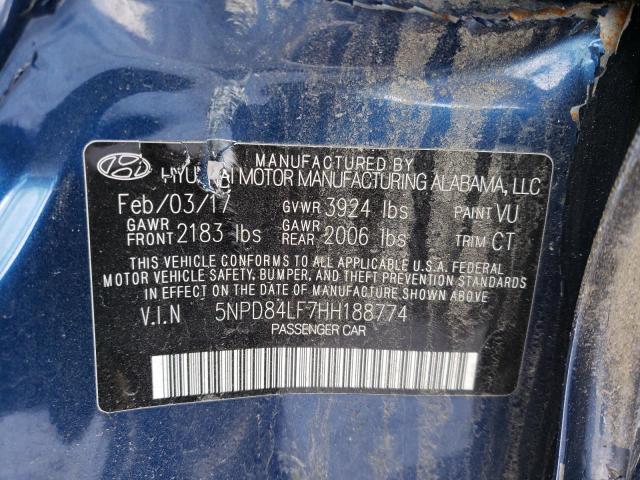 MANUFACTURED BY
HYUNDAI MOTOR MANUFACTURING ALABAMA, LLC
Feb/03/17 GVWR 3924 lbs PAINT VU
GAWR FRONT 2183 lbs GAWR REAR 2006 lbs TRIM CT
THIS VEHICLE CONFORMS TO ALL APPLICABLE U.S.A. FEDERAL
MOTOR VEHICLE SAFETY, BUMPER, AND THEFT PREVENTION
STANDARDS IN EFFECT ON THE DATE OF MANUFACTURE SHOWN ABOVE.
V.I.N 5NPD84LF7HH188774
PASSENGER CAR